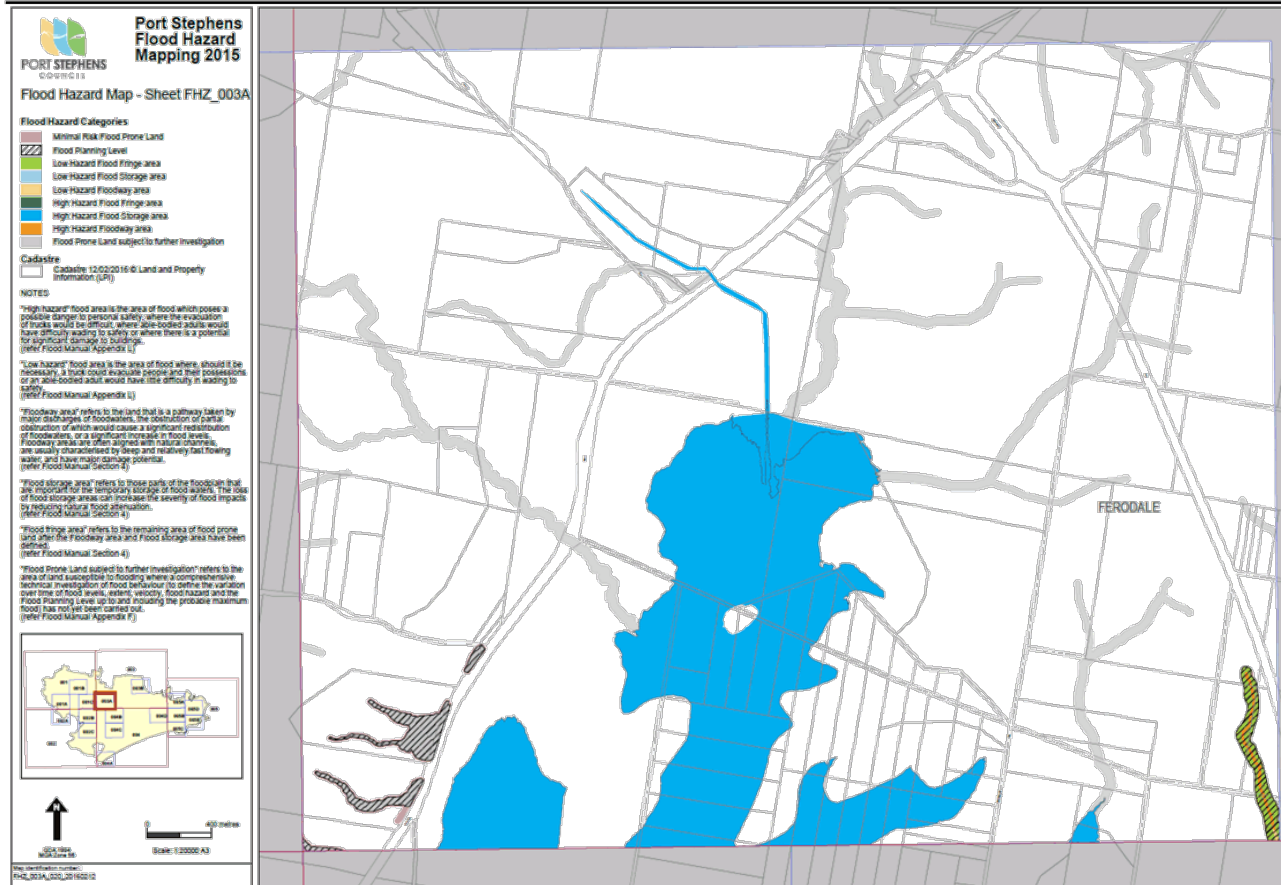 Port Stephens
Flood Hazard
Mapping 2015
PORT STEPHENS
COUNCIL
Flood Hazard Map - Sheet FHZ_003A
Flood Hazard Categories
Minimal Risk Flood Prone Land
Flood Planning Level
Low Hazard Flood Fringe area
Low Hazard Flood Storage area
Low Hazard Floodway area
High Hazard Flood Fringe area
High Hazard Flood Storage area
High Hazard Floodway area
Flood Prone Land subject to further investigation
Cadastre
Cadastre 12/02/2016 © Land and Property
Information (LPI)
NOTES
"High hazard" flood area is the area of flood which poses a
possible danger to personal safety, where the evacuation
of trucks would be difficult, where able-bodied adults would
have difficulty wading to safety or where there is a potential
for significant damage to buildings.
(refer Flood Manual Appendix L)
"Low hazard" flood area is the area of flood where, should it be
necessary, a truck could evacuate people and their possessions
or an able-bodied adult would have little difficulty in wading to
safety.
(refer Flood Manual Appendix L)
"Floodway area" refers to the land that is a pathway taken by
major discharges of floodwaters, the obstruction or partial
obstruction of which would cause a significant redistribution
of floodwaters, or a significant increase in flood levels.
Floodway areas are often aligned with natural channels,
are usually characterised by deep and relatively fast flowing
water, and have major damage potential.
(refer Flood Manual Section 4)
"Flood storage area" refers to those parts of the floodplain that
are important for the temporary storage of flood waters. The loss
of flood storage areas can increase the severity of flood impacts
by reducing natural flood attenuation.
(refer Flood Manual Section 4)
"Flood fringe area" refers to the remaining area of flood prone
land after the Floodway area and Flood storage area have been
defined.
(refer Flood Manual Section 4)
"Flood Prone Land subject to further investigation" refers to the
area of land susceptible to flooding where a comprehensive
technical investigation of flood behaviour (to define the variation
over time of flood levels, extent, velocity, flood hazard and the
Flood Planning Level up to and including the probable maximum
flood) has not yet been carried out.
(refer Flood Manual Appendix F)
N
GDA 1994
MGA Zone 56
0 400 metres
Scale: 1:20000 A3
Map identification number:
FHZ_003A_020_20160212
FERODALE